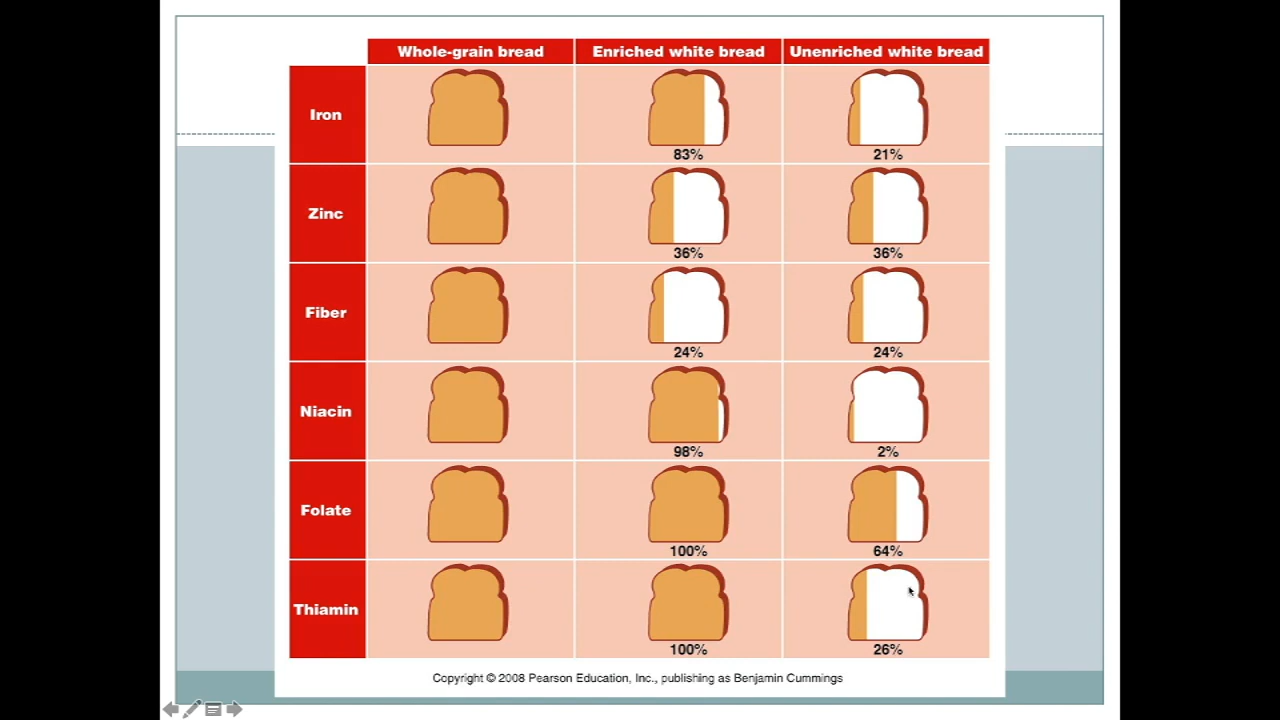 Whole-grain bread Enriched white bread Unenriched white bread
Iron
83% 21%
Zinc
36% 36%
Fiber
24% 24%
Niacin
98% 2%
Folate
100% 64%
Thiamin
100% 26%
Copyright © 2008 Pearson Education, Inc., publishing as Benjamin Cummings